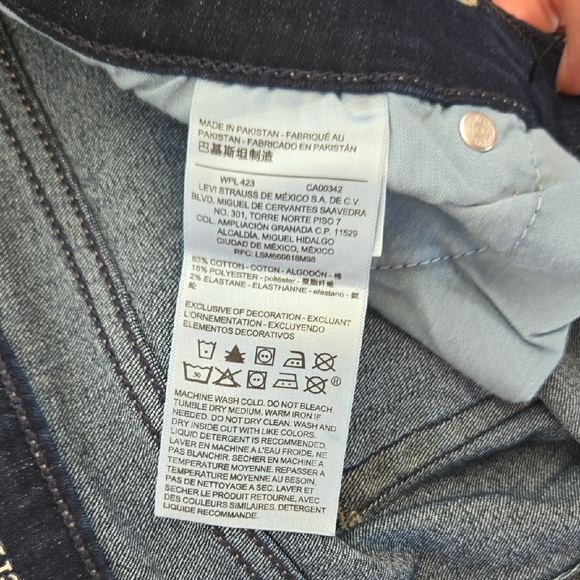 MADE IN PAKISTAN - FABRIQUÉ AU
PAKISTAN - FABRICADO EN PAKISTÁN
巴基斯坦制造
WPL 423 CA00342
LEVI STRAUSS DE MÉXICO S.A. DE C.V.
BLVD. MIGUEL DE CERVANTES SAAVEDRA
NO. 301, TORRE NORTE PISO 7
COL. AMPLIACIÓN GRANADA C.P. 11529
ALCALDÍA, MIGUEL HIDALGO
CIUDAD DE MÉXICO, MÉXICO
RFC: LSM660818M98
83% COTTON - COTON - ALGODÓN - 棉
15% POLYESTER - poliéster - 聚酯纤维
2% ELASTANE - ELASTHANNE - elastano - 氨
纶
EXCLUSIVE OF DECORATION - EXCLUANT
L'ORNEMENTATION - EXCLUYENDO
ELEMENTOS DECORATIVOS
30
®
MACHINE WASH COLD. DO NOT BLEACH.
TUMBLE DRY MEDIUM. WARM IRON IF
NEEDED. DO NOT DRY CLEAN. WASH AND
DRY INSIDE OUT WITH LIKE COLORS.
LIQUID DETERGENT IS RECOMMENDED.
LAVER EN MACHINE À L'EAU FROIDE. NE
PAS BLANCHIR. SÉCHER EN MACHINE À
TEMPÉRATURE MOYENNE. REPASSER À
TEMPÉRATURE MOYENNE AU BESOIN.
PAS DE NETTOYAGE À SEC. LAVER ET
SÉCHER LE PRODUIT RETOURNÉ, AVEC
DES COULEURS SIMILAIRES. DÉTERGENT
LIQUIDE RECOMMANDÉ.